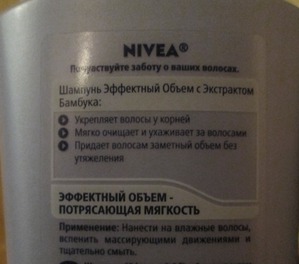 NIVEA®
Почувствуйте заботу о ваших волосах.
Шампунь Эффектный Объем с Экстрактом
Бамбука:
Укрепляет волосы у корней
Мягко очищает и ухаживает за волосами
Придает волосам заметный объем без
утяжеления
ЭФФЕКТНЫЙ ОБЪЕМ -
ПОТРЯСАЮЩАЯ МЯГКОСТЬ
Применение: Нанести на влажные волосы,
вспенить массирующими движениями и
тщательно смыть.